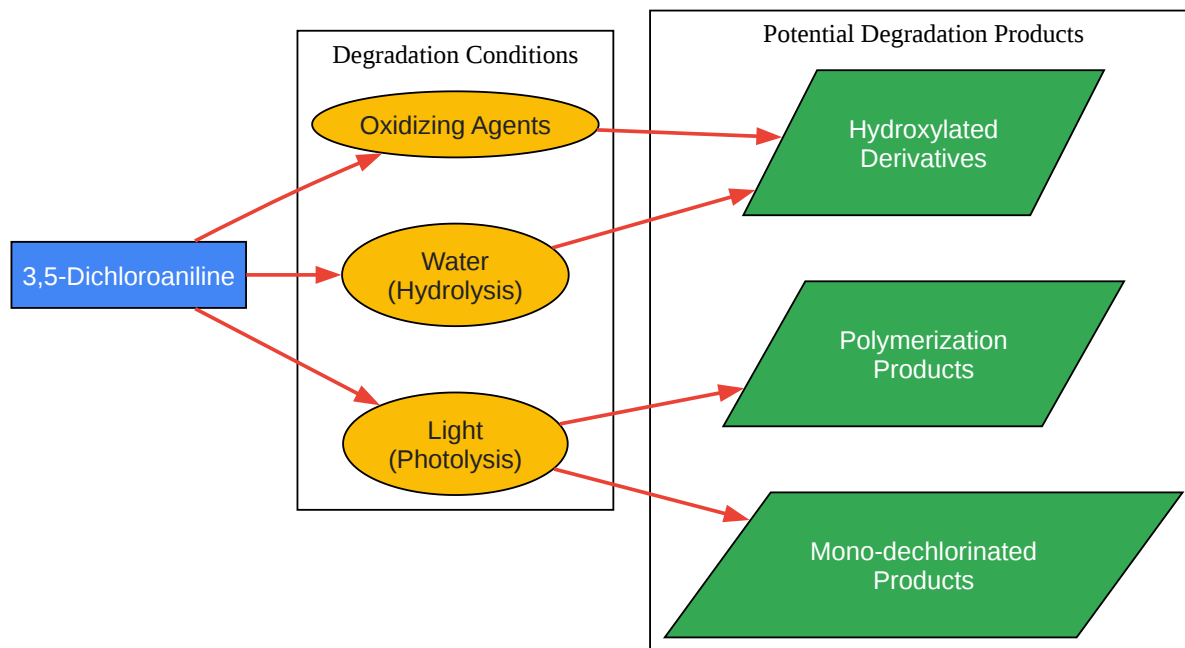 Degradation Conditions
Potential Degradation Products
Oxidizing Agents
Hydroxylated
Derivatives
3,5-Dichloroaniline
Water
(Hydrolysis)
Polymerization
Products
Light
(Photolysis)
Mono-dechlorinated
Products